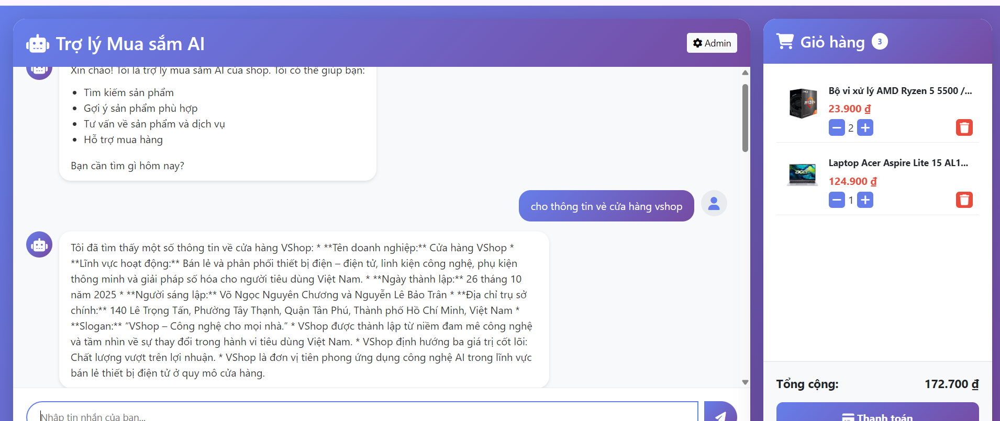 Trợ lý Mua sắm AI
Admin
Xin chào! Tôi là trợ lý mua sắm AI của shop. Tôi có thể giúp bạn:
• Tìm kiếm sản phẩm
• Gợi ý sản phẩm phù hợp
• Tư vấn về sản phẩm và dịch vụ
• Hỗ trợ mua hàng
Bạn cần tìm gì hôm nay?
cho thông tin vè cửa hàng vshop
Tôi đã tìm thấy một số thông tin về cửa hàng VShop: * **Tên doanh nghiệp:** Cửa hàng VShop *
**Lĩnh vực hoạt động:** Bán lẻ và phân phối thiết bị điện – điện tử, linh kiện công nghệ, phụ kiện
thông minh và giải pháp số hóa cho người tiêu dùng Việt Nam. * **Ngày thành lập:** 26 tháng 10
năm 2025 * **Người sáng lập:** Võ Ngọc Nguyên Chương và Nguyễn Lê Bảo Trân * **Địa chỉ trụ sở
chính:** 140 Lê Trọng Tấn, Phường Tây Thạnh, Quận Tân Phú, Thành phố Hồ Chí Minh, Việt Nam *
**Slogan:** “VShop – Công nghệ cho mọi nhà.” * VShop được thành lập từ niềm đam mê công nghệ
và tầm nhìn về sự thay đổi trong hành vi tiêu dùng Việt Nam. * VShop định hướng ba giá trị cốt lõi:
Chất lượng vượt trên lợi nhuận. * VShop là đơn vị tiên phong ứng dụng công nghệ AI trong lĩnh vực
bán lẻ thiết bị điện tử ở quy mô cửa hàng.
Nhập tin nhắn của bạn...
Giỏ hàng 3
Bộ vi xử lý AMD Ryzen 5 5500 /...
23.900 ₫
2
Laptop Acer Aspire Lite 15 AL1...
124.900 ₫
1
Tổng cộng: 172.700 ₫
Thanh toán
AMD
RYZEN
acer